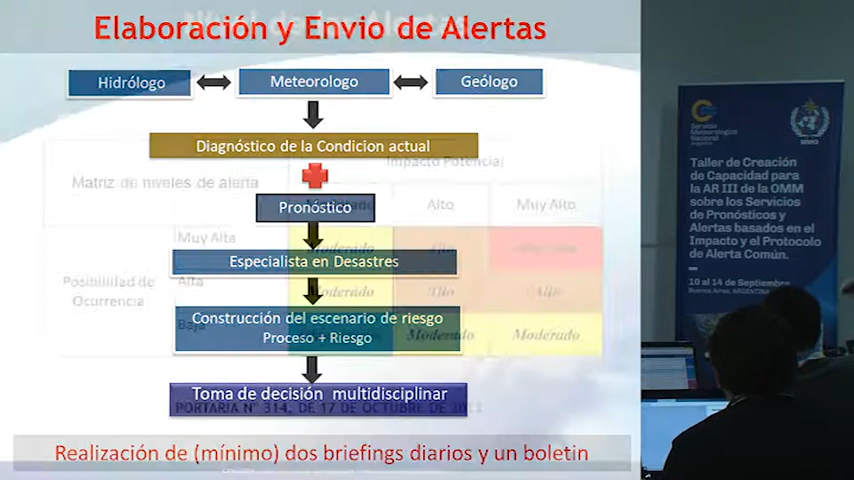 Elaboración y Envio de Alertas
Hidrólogo
Meteorologo
Geólogo
Diagnóstico de la Condicion actual
Impacto Potencial
Matriz de niveles de alerta
Pronóstico
Alto
Muy Alto
Muy Alta
Moderado
Especialista en Desastres
Posibilidad de
Ocurrencia
Alta
Moderado
Alto
Alto
Construcción del escenario de riesgo
Proceso + Riesgo
Baja
Moderado
Moderado
Toma de decisión multidisciplinar
PORTARIA N° 314, DE 17 DE OUTUBRO DE
Realización de (mínimo) dos briefings diarios y un boletin
Servicio
Meteorológico
Nacional
Argentina
WMO
Taller de Creación
de Capacidad para
la AR III de la OMM
sobre los Servicios
de Pronósticos y
Alertas basados en el
Impacto y el Protocolo
de Alerta Común.
10 al 14 de Septiembre
Buenos Aires, ARGENTINA